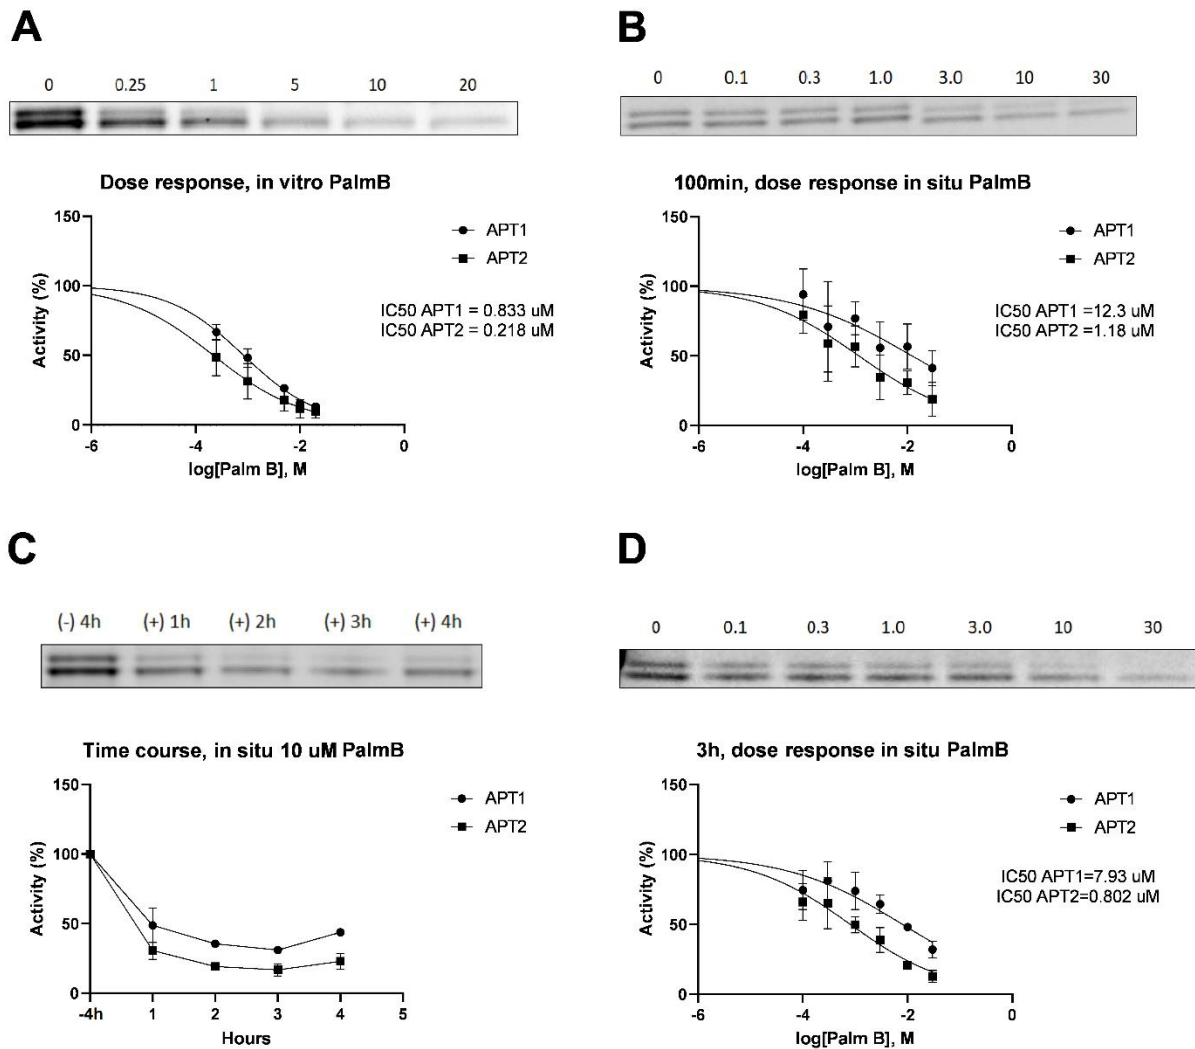 A
0 0.25 1 5 10 20
Dose response, in vitro PalmB
150
100
50
0
Activity (%)
-6 -4 -2 0
log[Palm B], M
APT1
APT2
IC50 APT1 = 0.833 uM
IC50 APT2 = 0.218 uM
B
0 0.1 0.3 1.0 3.0 10 30
100min, dose response in situ PalmB
150
100
50
0
Activity (%)
-6 -4 -2 0
log[Palm B], M
APT1
APT2
IC50 APT1 =12.3 uM
IC50 APT2 =1.18 uM
C
(-) 4h (+) 1h (+) 2h (+) 3h (+) 4h
Time course, in situ 10 uM PalmB
150
100
50
0
Activity (%)
-4h 1 2 3 4 5
Hours
APT1
APT2
D
0 0.1 0.3 1.0 3.0 10 30
3h, dose response in situ PalmB
150
100
50
0
Activity (%)
-6 -4 -2 0
log[Palm B], M
APT1
APT2
IC50 APT1=7.93 uM
IC50 APT2=0.802 uM